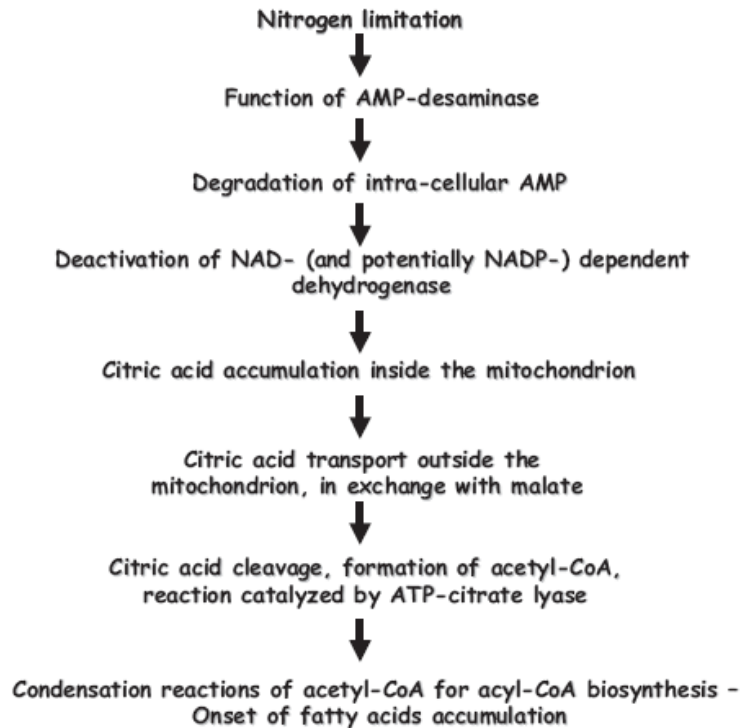 Nitrogen limitation
Function of AMP-desaminase
Degradation of intra-cellular AMP
Deactivation of NAD- (and potentially NADP-) dependent
dehydrogenase
Citric acid accumulation inside the mitochondrion
Citric acid transport outside the
mitochondrion, in exchange with malate
Citric acid cleavage, formation of acetyl-CoA,
reaction catalyzed by ATP-citrate lyase
Condensation reactions of acetyl-CoA for acyl-CoA biosynthesis –
Onset of fatty acids accumulation